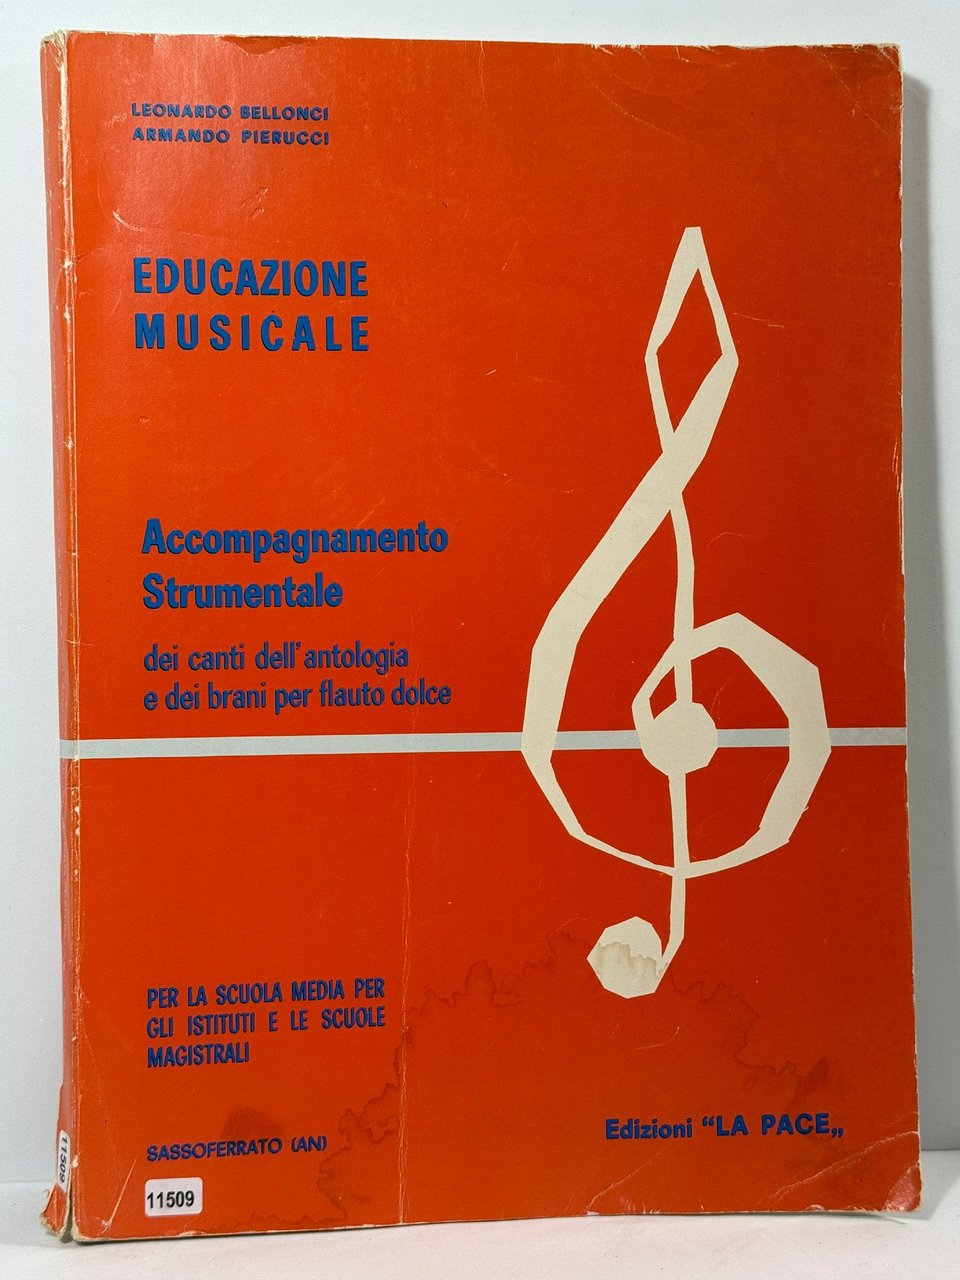 LEONARDO BELLONCI
ARMANDO PIERUCCI
EDUCAZIONE
MUSICALE
Accompagnamento
Strumentale
dei canti dell'antologia
e dei brani per flauto dolce
PER LA SCUOLA MEDIA PER
GLI ISTITUTI E LE SCUOLE
MAGISTRALI
SASSOFERRATO (AN)
Edizioni "LA PACE„
11509
11509